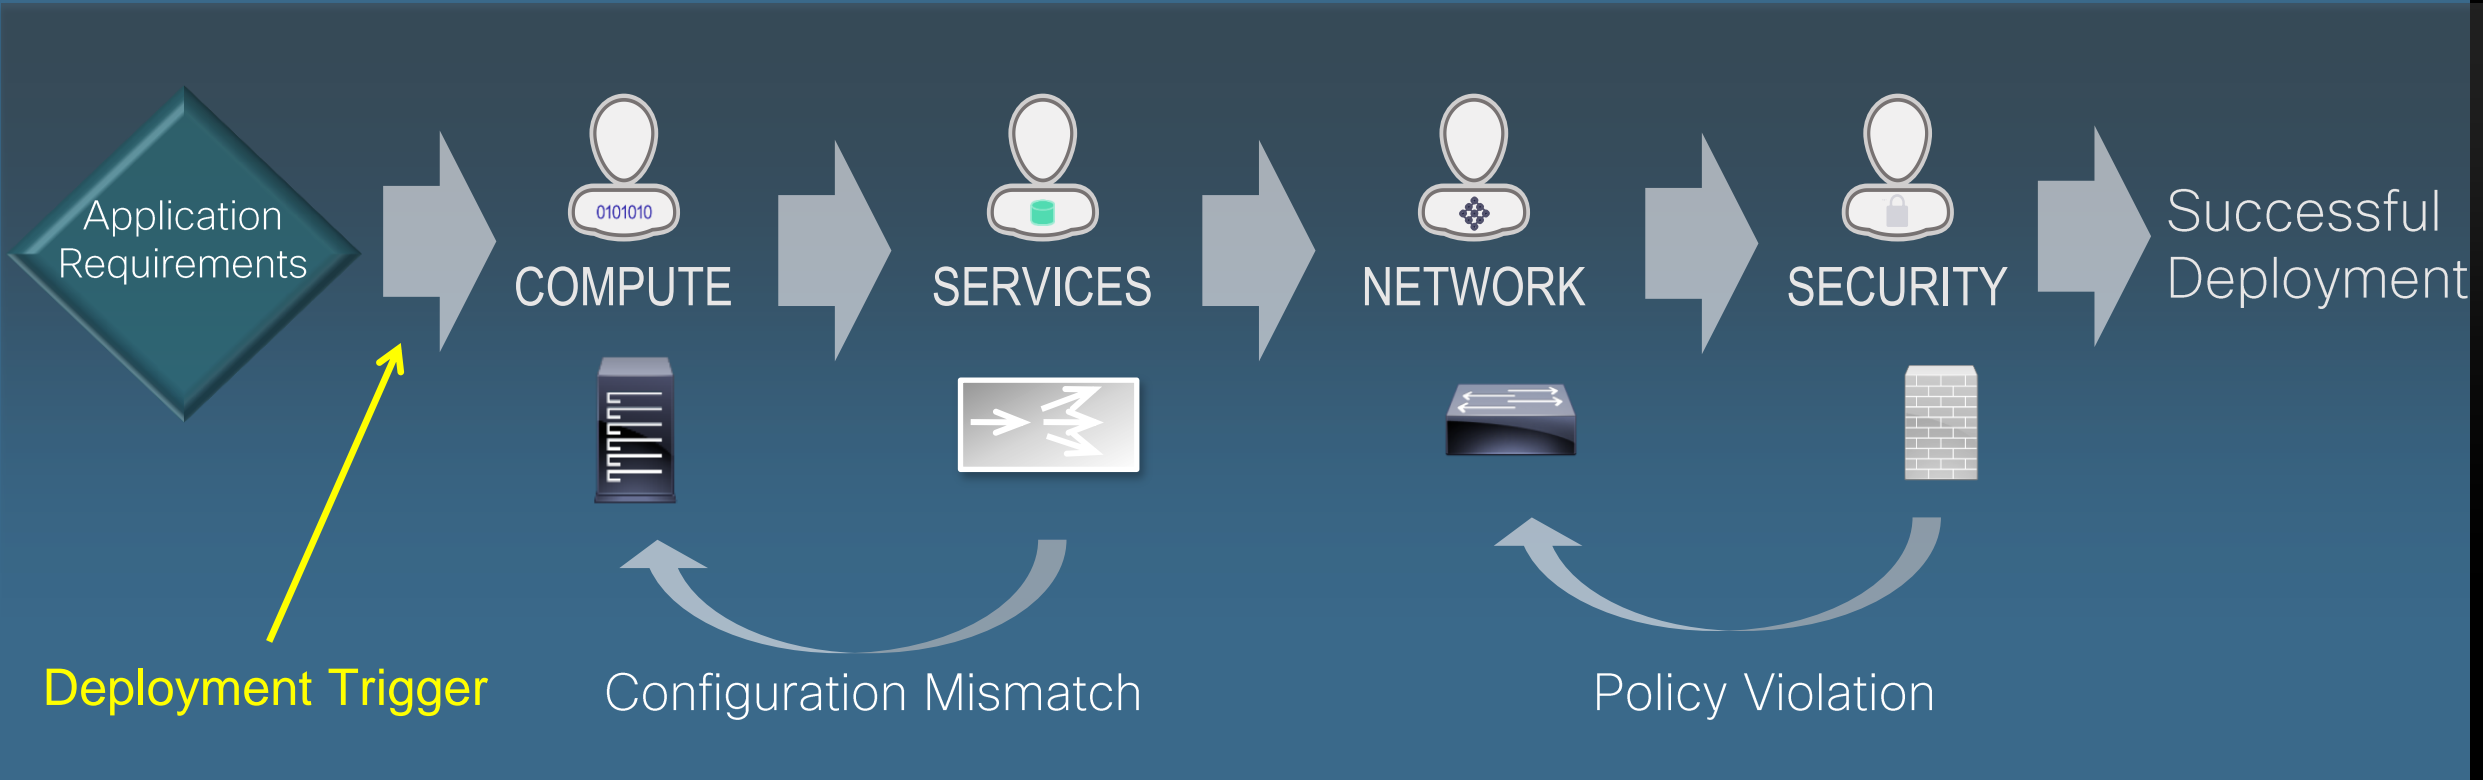 Application
Requirements
0101010
COMPUTE
SERVICES
NETWORK
SECURITY
Successful
Deployment
Deployment Trigger
Configuration Mismatch
Policy Violation